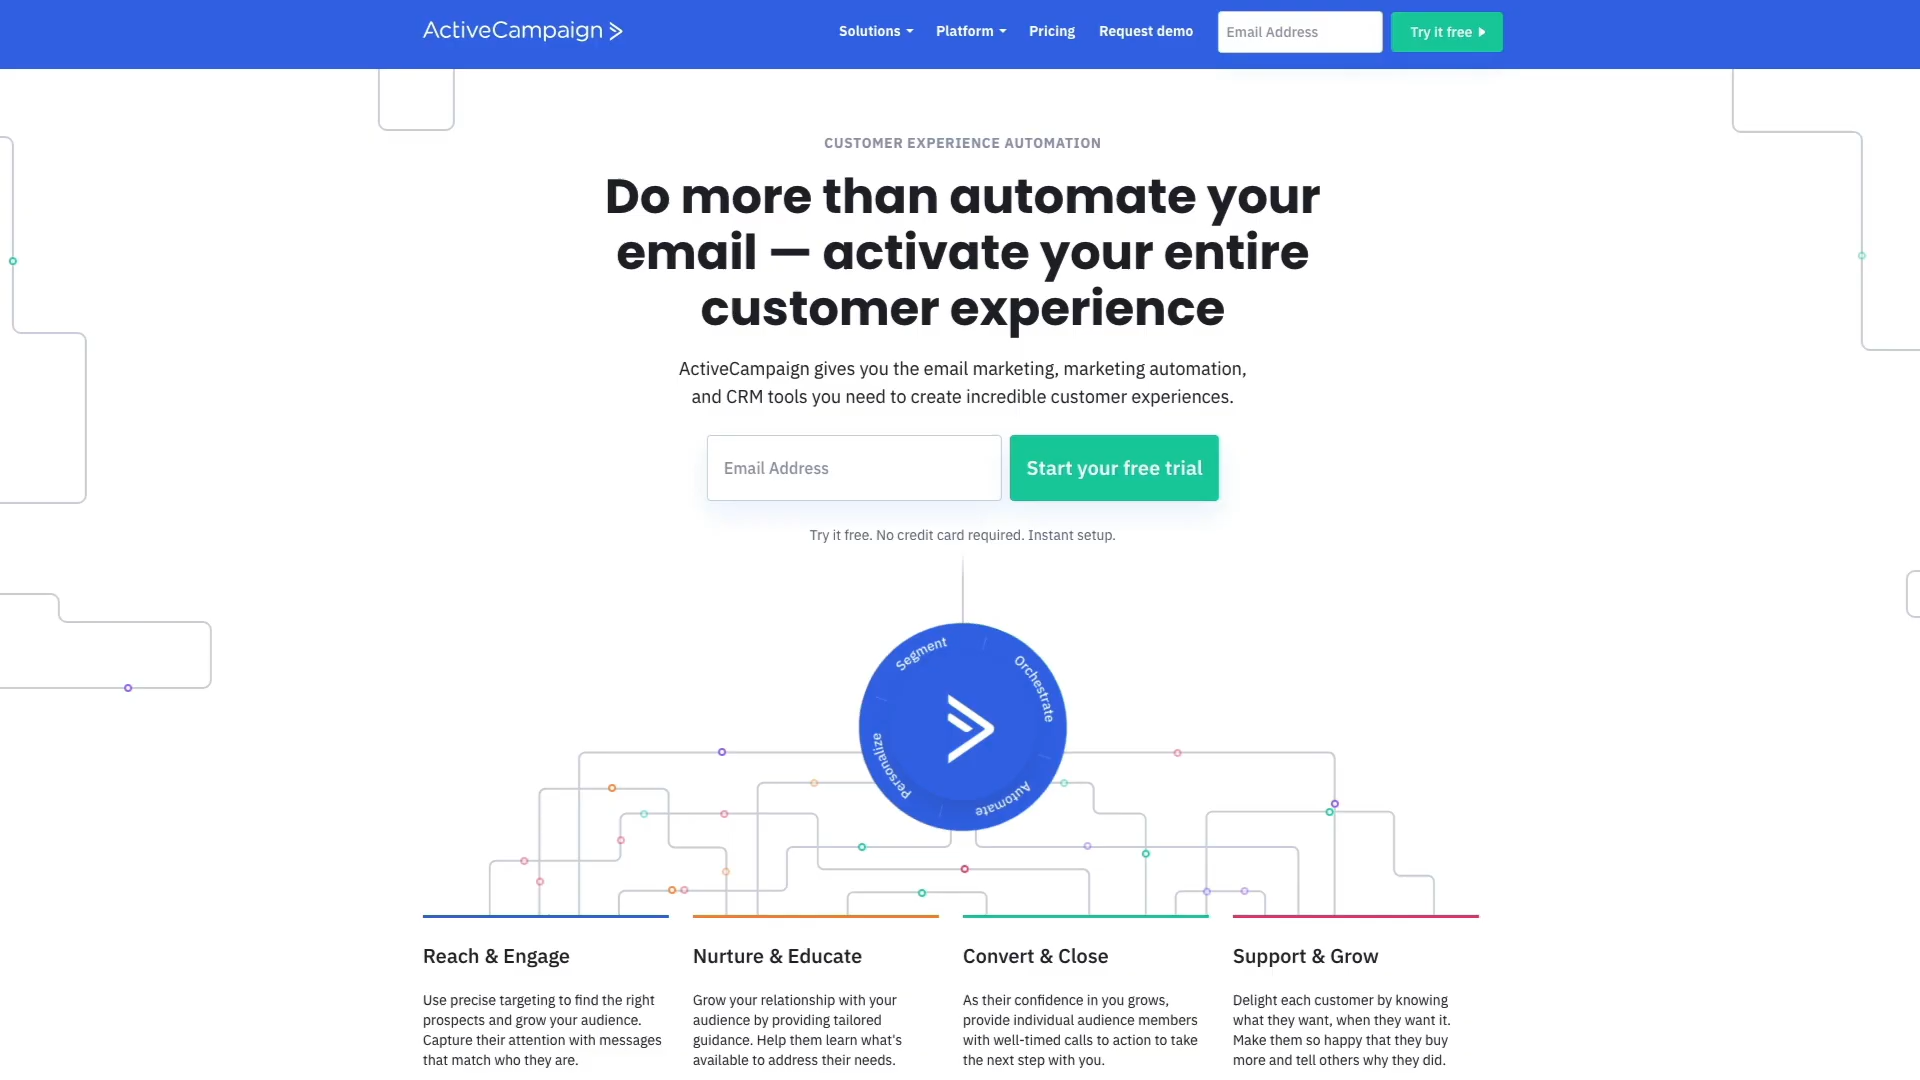 ActiveCampaign
Solutions
Platform
Pricing
Request demo
Email Address
Try it free
CUSTOMER EXPERIENCE AUTOMATION
Do more than automate your
email — activate your entire
customer experience
ActiveCampaign gives you the email marketing, marketing automation,
and CRM tools you need to create incredible customer experiences.
Email Address
Start your free trial
Try it free. No credit card required. Instant setup.
Segment
Orchestrate
Personalize
Automate
Reach & Engage
Use precise targeting to find the right
prospects and grow your audience.
Capture their attention with messages
that match who they are.
Nurture & Educate
Grow your relationship with your
audience by providing tailored
guidance. Help them learn what's
available to address their needs.
Convert & Close
As their confidence in you grows,
provide individual audience members
with well-timed calls to action to take
the next step with you.
Support & Grow
Delight each customer by knowing
what they want, when they want it.
Make them so happy that they buy
more and tell others why they did.